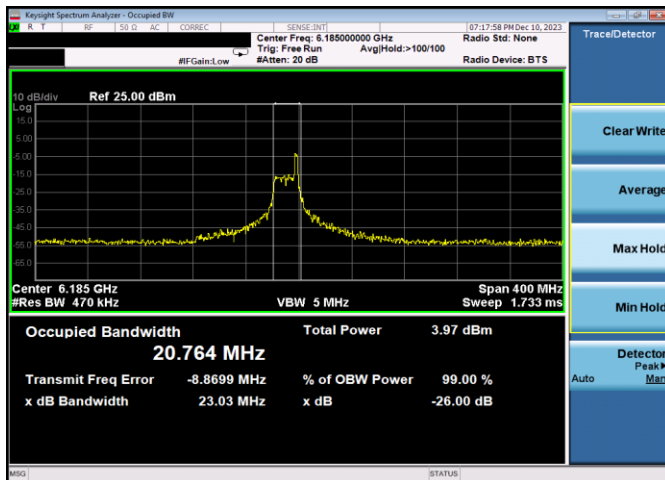 Keysight Spectrum Analyzer - Occupied BW
R T RF 50 Ω AC CORREC SENSE:INT 07:17:58 PM Dec 10, 2023
Center Freq: 6.185000000 GHz Radio Std: None
Trig: Free Run Avg|Hold:>100/100
#IFGain:Low #Atten: 20 dB Radio Device: BTS
10 dB/div Ref 25.00 dBm
Log
15.0
5.00
-5.00
-15.0
-25.0
-35.0
-45.0
-55.0
-65.0
Center 6.185 GHz Span 400 MHz
#Res BW 470 kHz VBW 5 MHz Sweep 1.733 ms
Occupied Bandwidth Total Power 3.97 dBm
20.764 MHz
Transmit Freq Error -8.8699 MHz % of OBW Power 99.00 %
x dB Bandwidth 23.03 MHz x dB -26.00 dB
MSG STATUS
Trace/Detector
Clear Write
Average
Max Hold
Min Hold
Detector
Peak▶
Auto Man